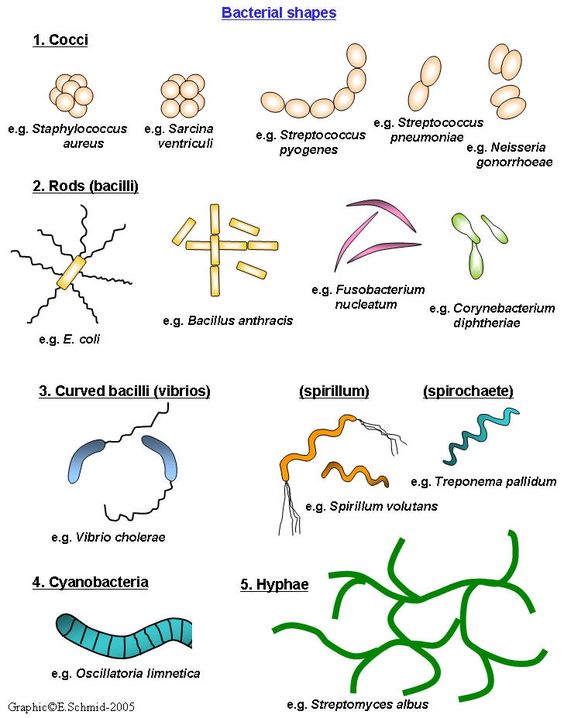 Bacterial shapes
1. Cocci
e.g. Staphylococcus
aureus
e.g. Sarcina
ventriculi
e.g. Streptococcus
pyogenes
e.g. Streptococcus
pneumoniae
e.g. Neisseria
gonorrhoeae
2. Rods (bacilli)
e.g. E. coli
e.g. Bacillus anthracis
e.g. Fusobacterium
nucleatum
e.g. Corynebacterium
diphtheriae
3. Curved bacilli (vibrios)
(spirillum)
(spirochaete)
e.g. Vibrio cholerae
e.g. Spirillum volutans
e.g. Treponema pallidum
4. Cyanobacteria
5. Hyphae
e.g. Oscillatoria limnetica
e.g. Streptomyces albus
Graphic©E.Schmid-2005